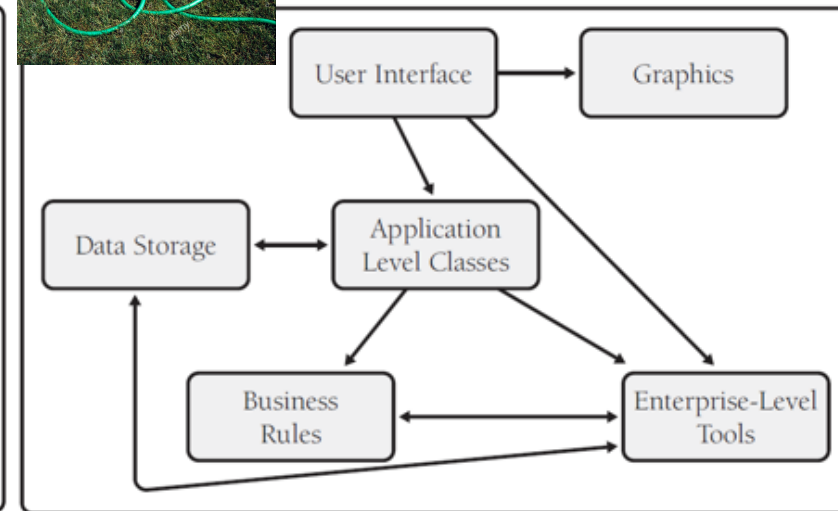 User Interface
Graphics
Data Storage
Application
Level Classes
Business
Rules
Enterprise-Level
Tools